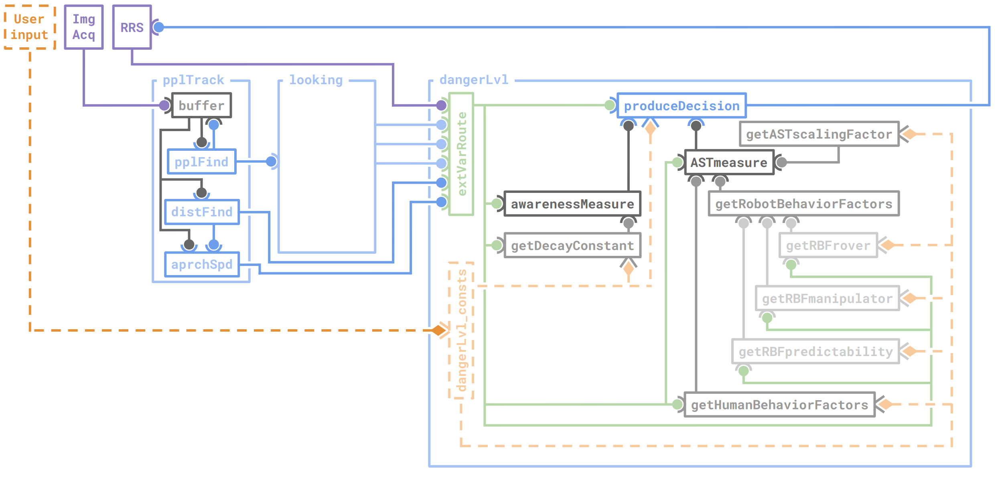 User
input
Img
Acq
RRS
pplTrack
looking
dangerLvl
buffer
pplFind
distFind
aprchSpd
extVarRoute
dangerLvl_consts
produceDecision
getASTscalingFactor
ASTmeasure
awarenessMeasure
getRobotBehaviorFactors
getDecayConstant
getRBFrover
getRBFmanipulator
getRBFpredictability
getHumanBehaviorFactors